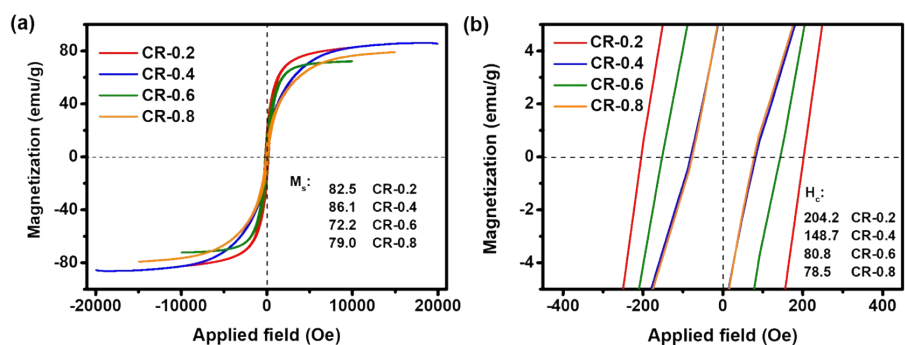 (a)
Magnetization (emu/g)
80
40
0
-40
-80
CR-0.2
CR-0.4
CR-0.6
CR-0.8
Ms:
82.5 CR-0.2
86.1 CR-0.4
72.2 CR-0.6
79.0 CR-0.8
-20000 -10000 0 10000 20000
Applied field (Oe)
(b)
Magnetization (emu/g)
4
2
0
-2
-4
CR-0.2
CR-0.4
CR-0.6
CR-0.8
Hc:
204.2 CR-0.2
148.7 CR-0.4
80.8 CR-0.6
78.5 CR-0.8
-400 -200 0 200 400
Applied field (Oe)